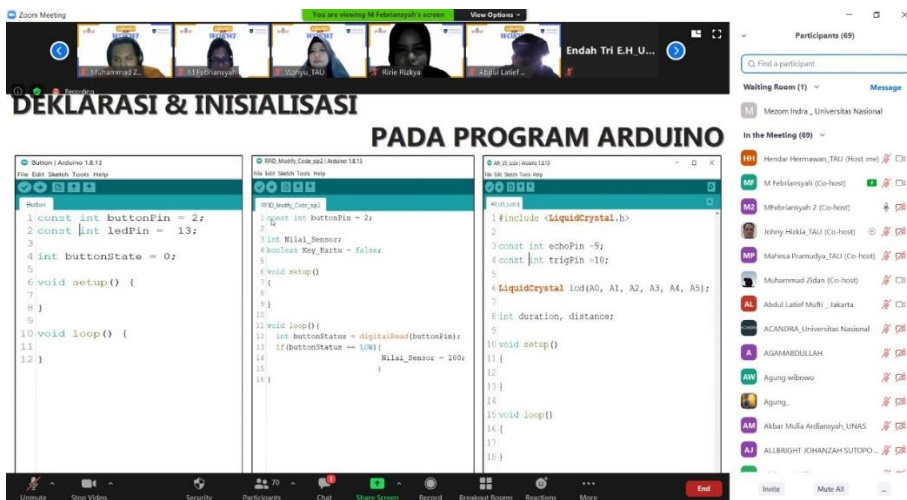 Zoom Meeting
You are viewing M Febriansyah's screen
View Options
Muhammad Z...
M Febriansyah
Wahyu_TAU
Ririe Rizkya
Abdul Latief ...
Endah Tri E.H_U...
Recording
DEKLARASI & INISIALISASI
PADA PROGRAM ARDUINO
Button | Arduino 1.8.13
File Edit Sketch Tools Help
Button
1 const int buttonPin = 2;
2 const int ledPin = 13;
3
4 int buttonState = 0;
5
6 void setup() {
7
8 }
9
10 void loop() {
11
12 }
RFID_Modify_Code_sip2 | Arduino 1.8.13
File Edit Sketch Tools Help
RFID_Modify_Code_sip2
1 const int buttonPin = 2;
2
3 int Nilai_Sensor;
4 boolean Key_Kartu = false;
5
6 void setup()
7 {
8
9 }
10
11 void loop(){
12 int buttonStatus = digitalRead(buttonPin);
13 if(buttonStatus == LOW){
14 Nilai_Sensor = 100;
15 }
16 }
File Edit Sketch Tools Help
1 #include <LiquidCrystal.h>
2
3 const int echoPin =9;
4 const int trigPin =10;
5
6 LiquidCrystal lcd(A0, A1, A2, A3, A4, A5);
7
8 int duration, distance;
9
10 void setup()
11 {
12
13 }
14
15 void loop()
16 {
17
18 }
Participants (69)
Find a participant
Waiting Room (1)
Message
M
Mezom Indra _ Universitas Nasional
In the Meeting (69)
HH
Hendar Hermawan_TAU (Host, me)
MF
M Febriansyah (Co-host)
M2
MFebriansyah 2 (Co-host)
Johny Hizkia_TAU (Co-host)
MP
Mahesa Pramudya_TAU (Co-host)
Muhammad Zidan (Co-host)
AL
Abdul Latief Mufti _ Jakarta
ACANDRA_Universitas Nasional
A
AGAMABDULLAH
AW
Agung wibowo
Agung_
AM
Akbar Mulia Ardiansyah_UNAS
AJ
ALLBRIGHT JOHANZAH SUTOPO ...
Invite
Mute All
...
Unmute
Stop Video
Security
70
Participants
Chat
Share Screen
Record
Breakout Rooms
Reactions
More
End